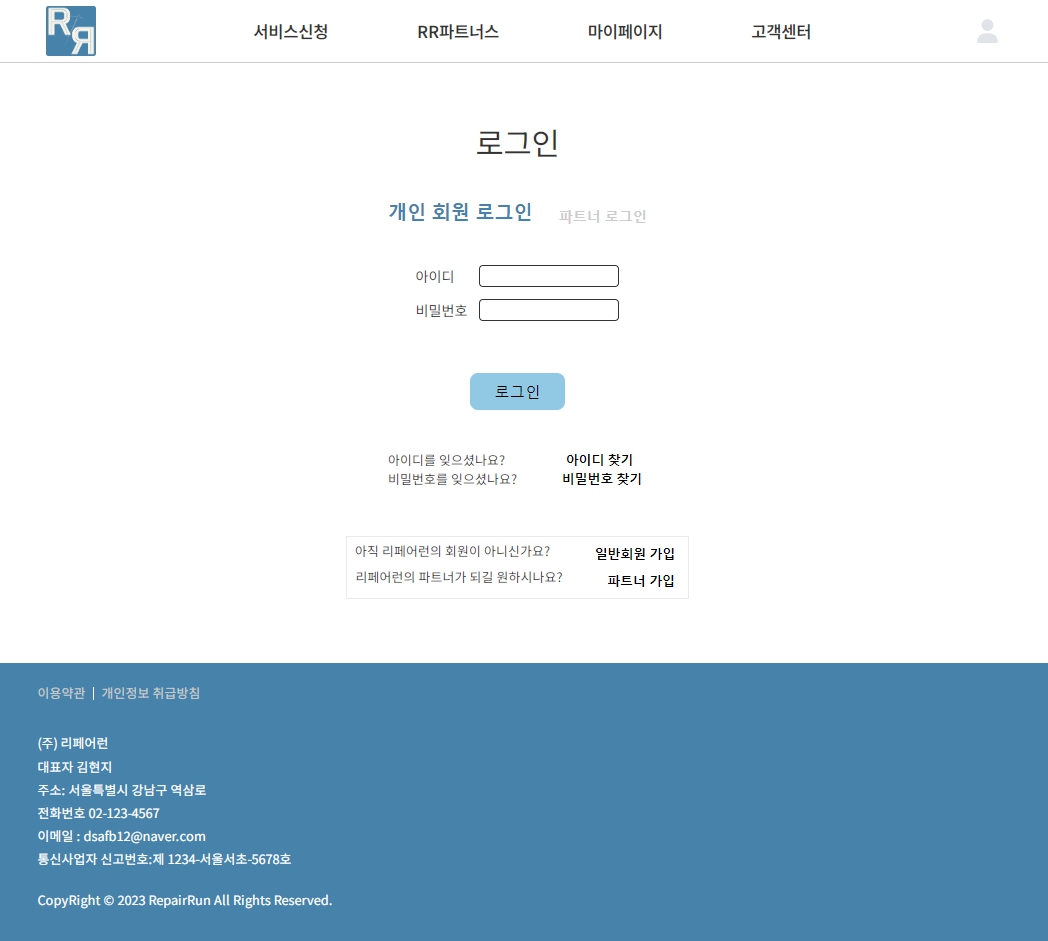 RR
서비스신청 RR파트너스 마이페이지 고객센터
로그인
개인 회원 로그인 파트너 로그인
아이디
비밀번호
로그인
아이디를 잊으셨나요? 아이디 찾기
비밀번호를 잊으셨나요? 비밀번호 찾기
아직 리페어런의 회원이 아니신가요? 일반회원 가입
리페어런의 파트너가 되길 원하시나요? 파트너 가입
이용약관 | 개인정보 취급방침
(주) 리페어런
대표자 김현지
주소: 서울특별시 강남구 역삼로
전화번호 02-123-4567
이메일 : dsafb12@naver.com
통신사업자 신고번호:제 1234-서울서초-5678호
CopyRight © 2023 RepairRun All Rights Reserved.